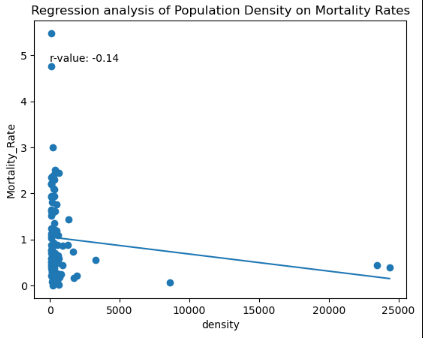 Regression analysis of Population Density on Mortality Rates
r-value: -0.14
Mortality_Rate
5
4
3
2
1
0
0 5000 10000 15000 20000 25000
density